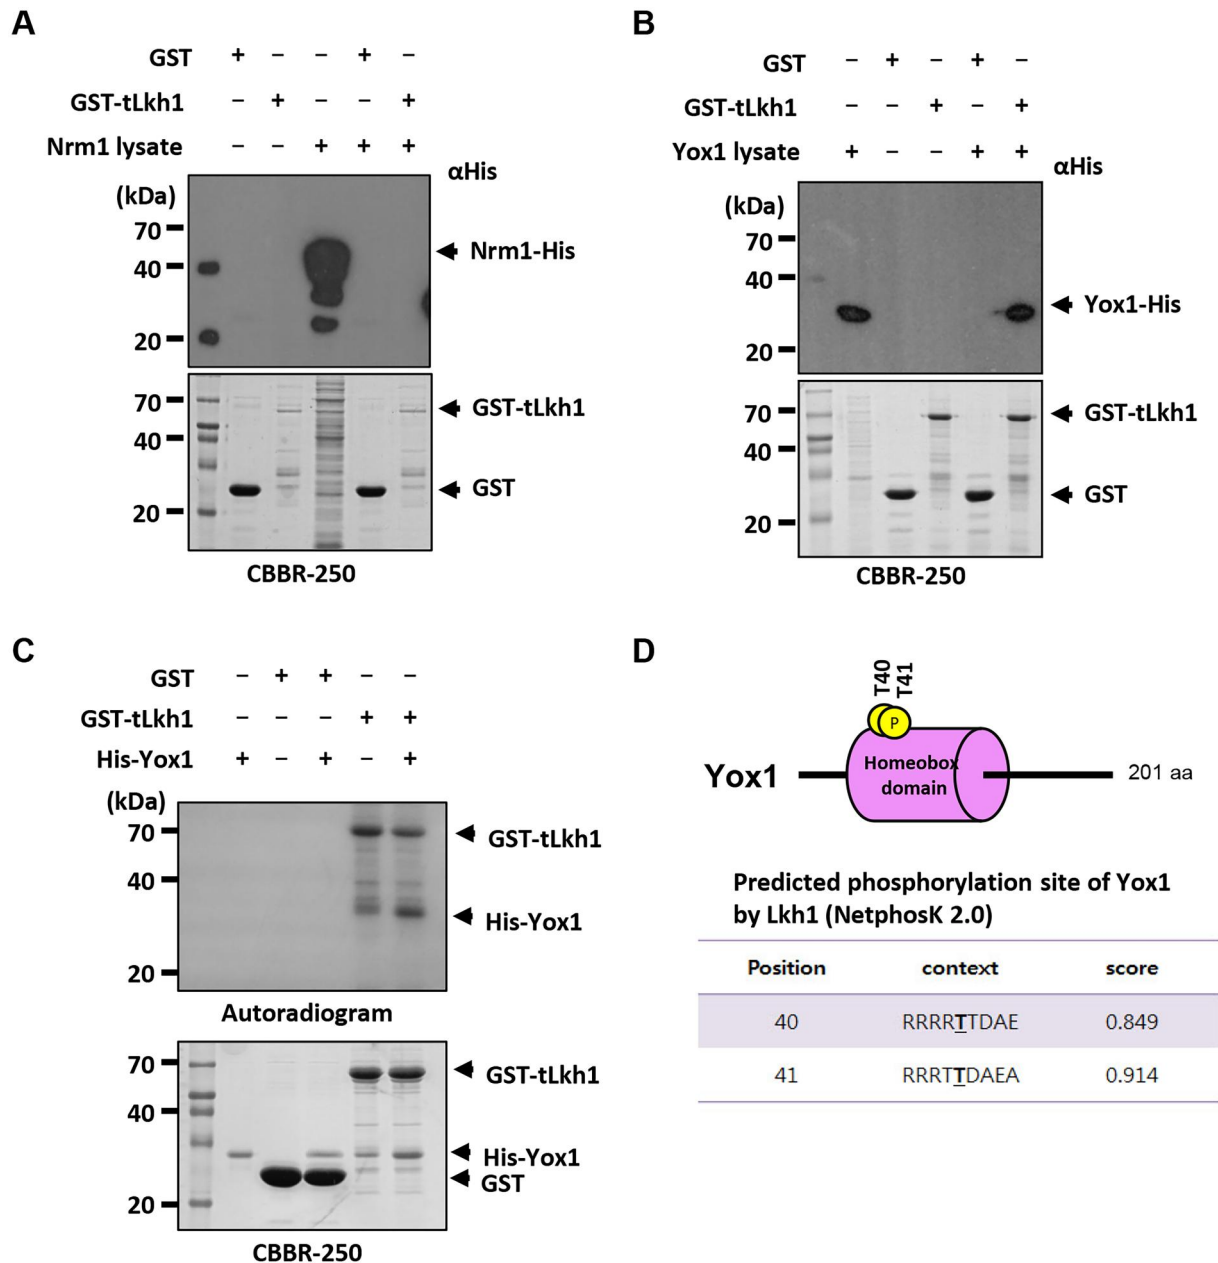 A
GST + – – + –
GST-tLkh1 – + – – +
Nrm1 lysate – – + + +
αHis
(kDa)
70
40
20
Nrm1-His
70
40
20
GST-tLkh1
GST
CBBR-250
B
GST – + – + –
GST-tLkh1 – – + – +
Yox1 lysate + – – + +
αHis
(kDa)
70
40
20
Yox1-His
70
40
20
GST-tLkh1
GST
CBBR-250
C
GST – + + – –
GST-tLkh1 – – – + +
His-Yox1 + – + – +
(kDa)
70
40
20
GST-tLkh1
His-Yox1
Autoradiogram
70
40
20
GST-tLkh1
His-Yox1
GST
CBBR-250
D
T40
T41
P
Yox1
Homeobox
domain
201 aa
Predicted phosphorylation site of Yox1
by Lkh1 (NetphosK 2.0)
Position context score
40 RRRRTTDAE 0.849
41 RRRTTDAEA 0.914